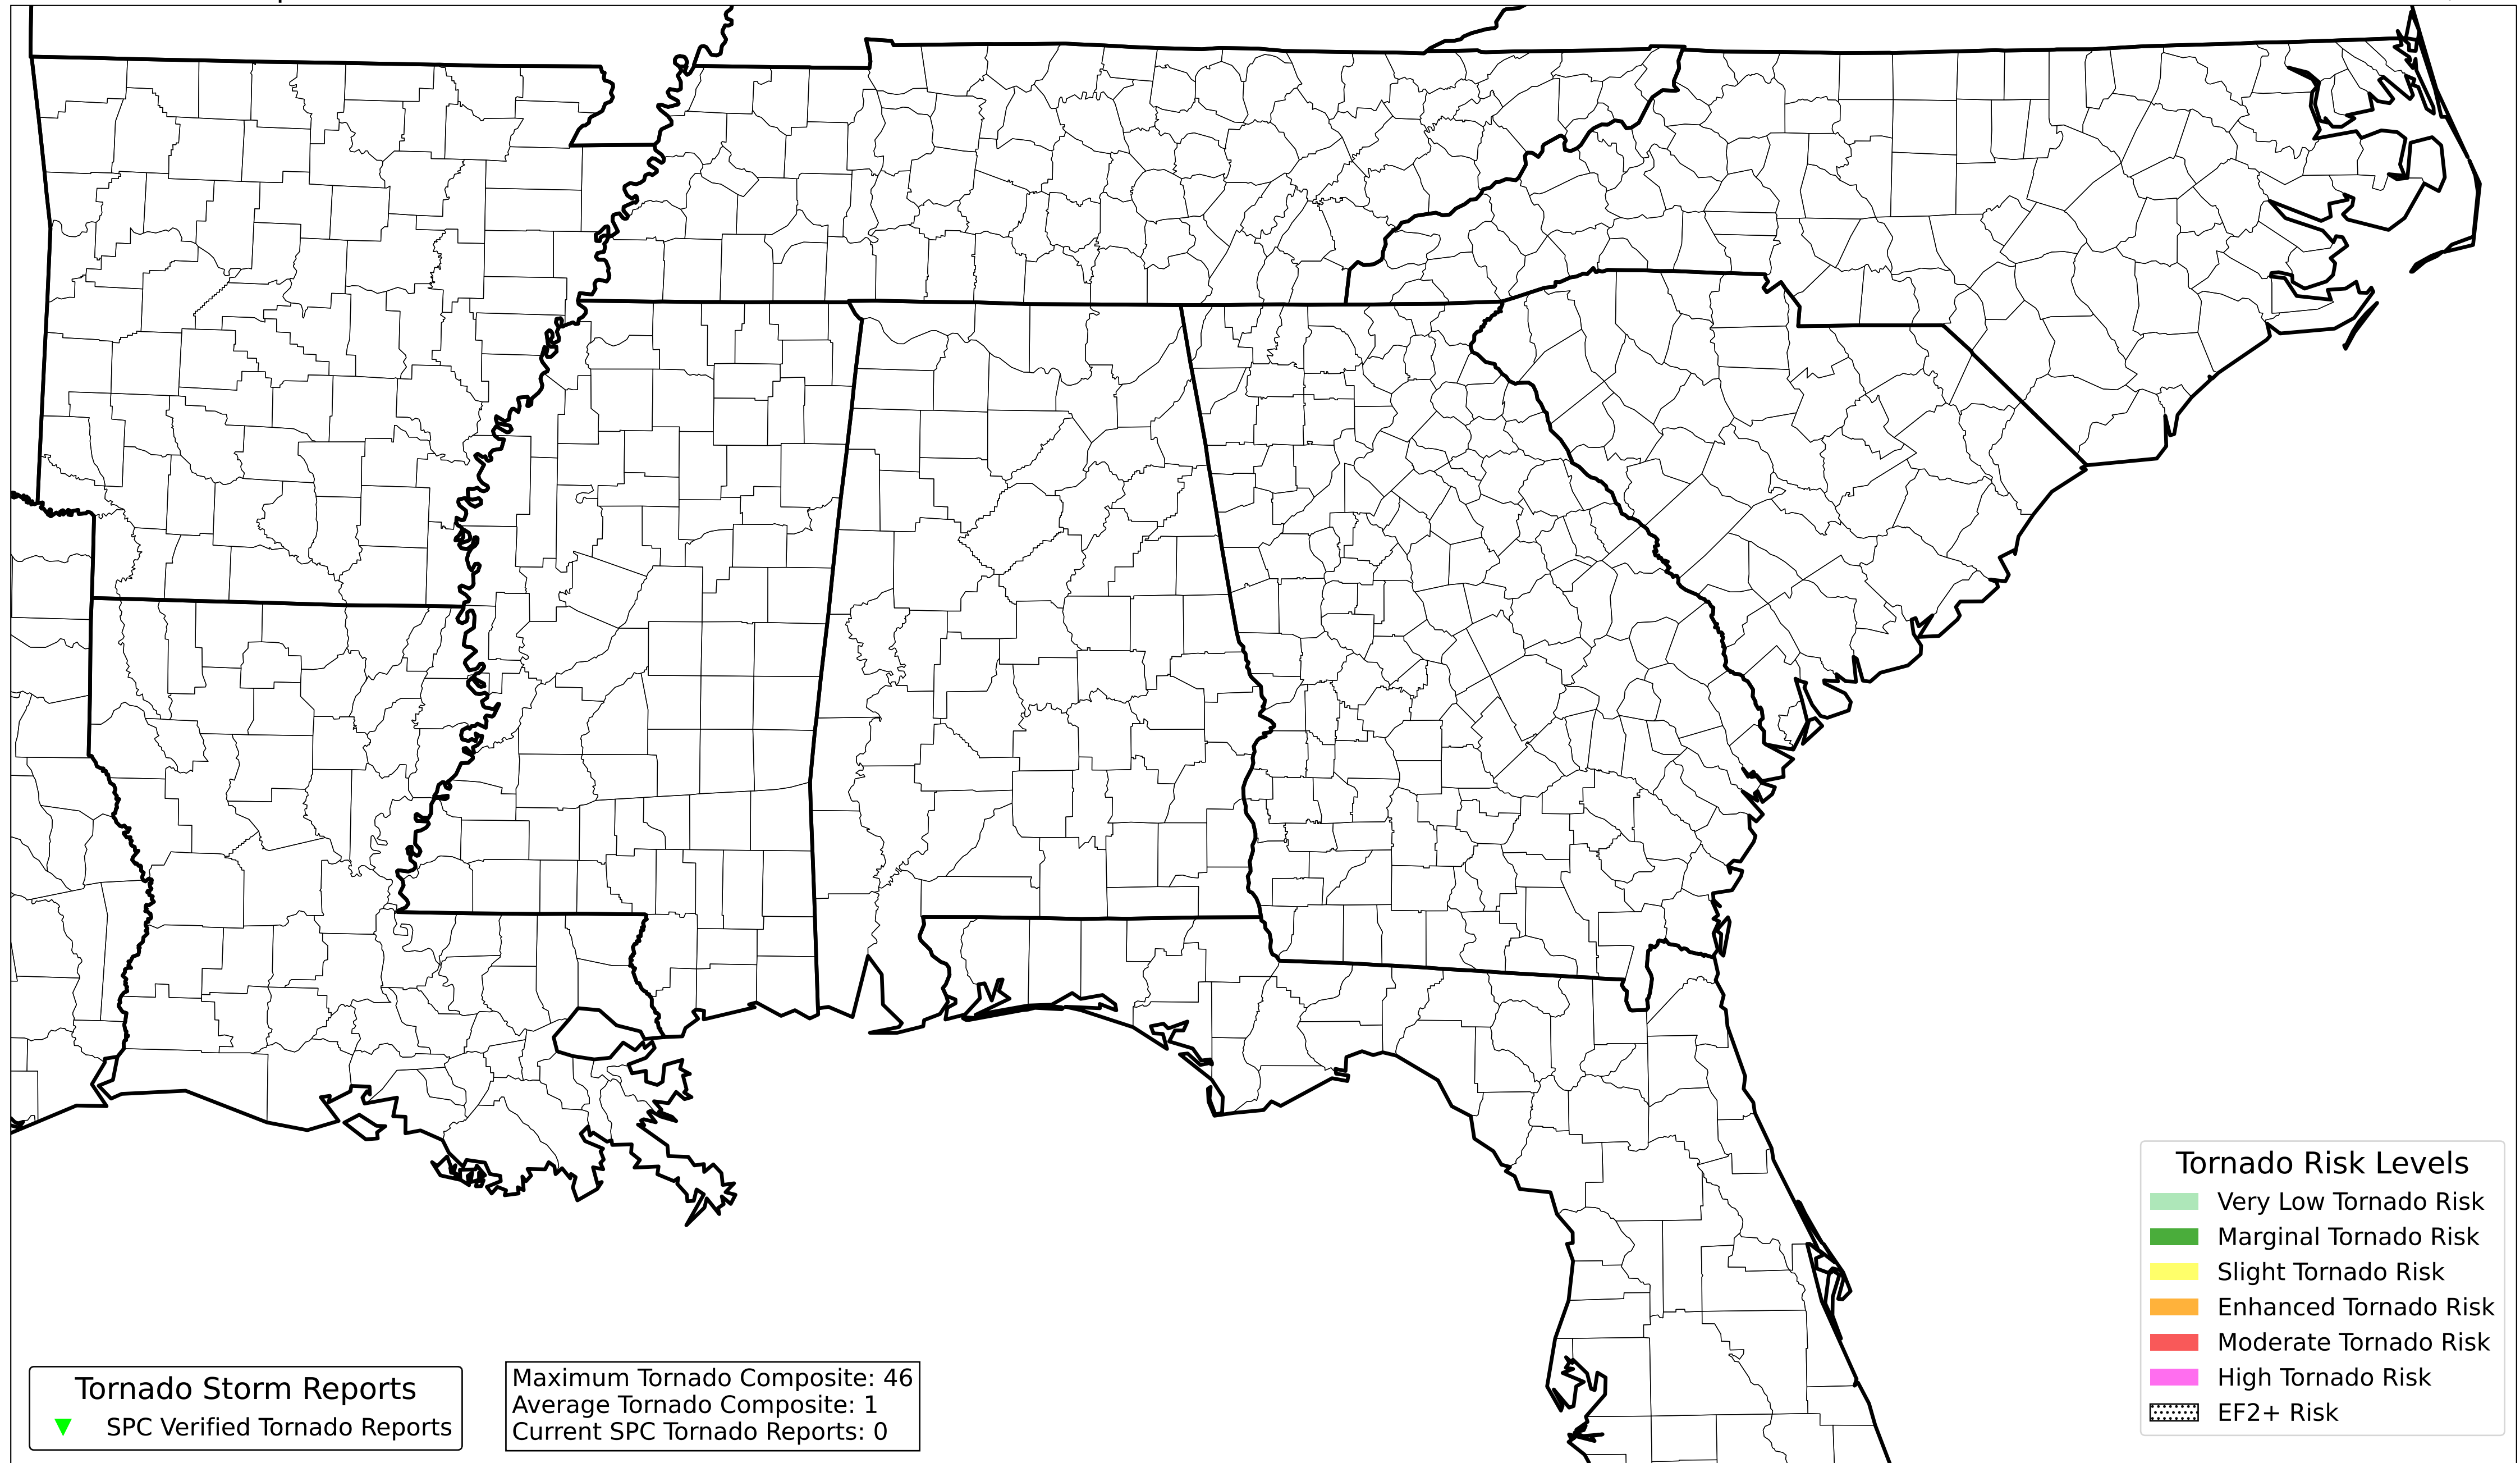 Tornado Storm Reports
SPC Verified Tornado Reports
Maximum Tornado Composite: 46
Average Tornado Composite: 1
Current SPC Tornado Reports: 0
Tornado Risk Levels
Very Low Tornado Risk
Marginal Tornado Risk
Slight Tornado Risk
Enhanced Tornado Risk
Moderate Tornado Risk
High Tornado Risk
EF2+ Risk